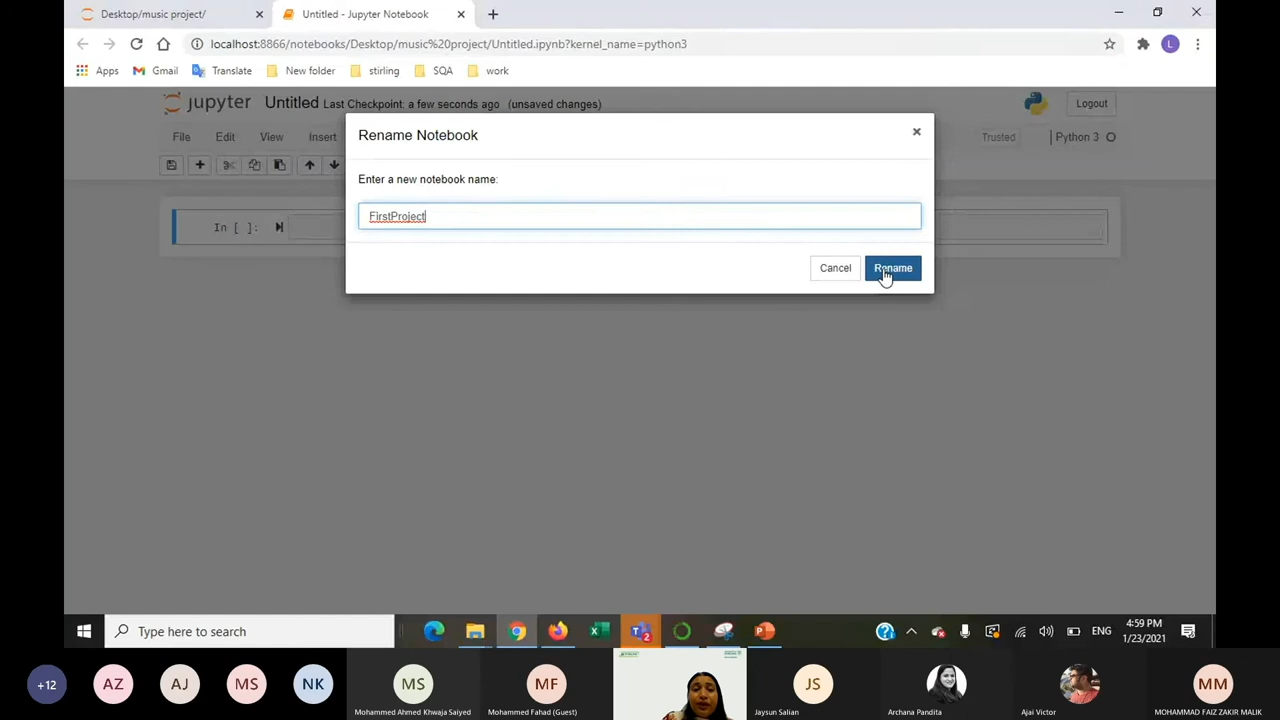 Desktop/music project/
Untitled - Jupyter Notebook
localhost:8866/notebooks/Desktop/music%20project/Untitled.ipynb?kernel_name=python3
L
Apps
Gmail
Translate
New folder
stirling
SQA
work
jupyter
Untitled Last Checkpoint: a few seconds ago (unsaved changes)
Logout
File
Edit
View
Insert
Trusted
Python 3
In [ ]:
Rename Notebook
Enter a new notebook name:
FirstProject
Cancel
Rename
Type here to search
2
ENG
4:59 PM
1/23/2021
+12
AZ
AJ
MS
NK
MS
Mohammed Ahmed Khwaja Saiyed
MF
Mohammed Fahad (Guest)
JS
Jaysun Salian
Archana Pandita
Ajai Victor
MM
MOHAMMAD FAIZ ZAKIR MALIK